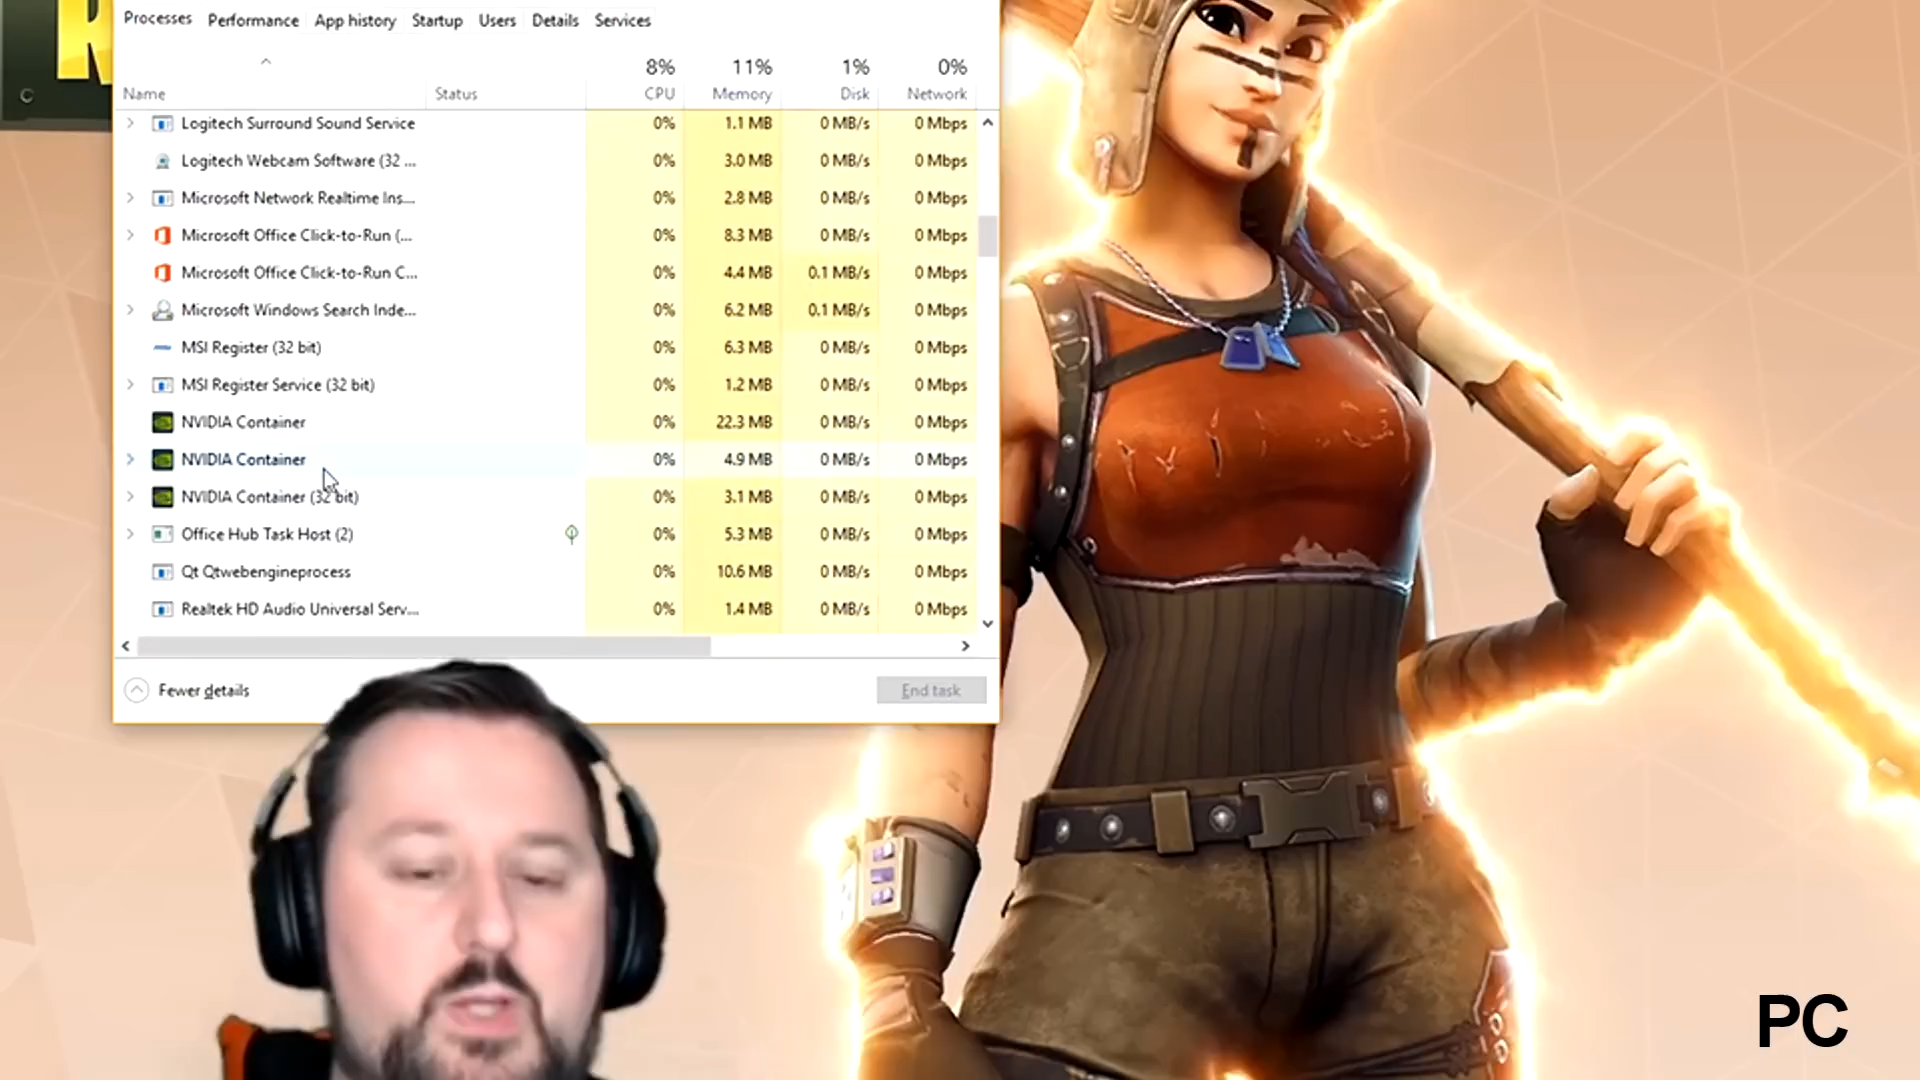 Processes Performance App history Startup Users Details Services
8% 11% 1% 0%
Name Status CPU Memory Disk Network
Logitech Surround Sound Service 0% 1.1 MB 0 MB/s 0 Mbps
Logitech Webcam Software (32 ... 0% 3.0 MB 0 MB/s 0 Mbps
Microsoft Network Realtime Ins... 0% 2.8 MB 0 MB/s 0 Mbps
Microsoft Office Click-to-Run (... 0% 8.3 MB 0 MB/s 0 Mbps
Microsoft Office Click-to-Run C... 0% 4.4 MB 0.1 MB/s 0 Mbps
Microsoft Windows Search Inde... 0% 6.2 MB 0.1 MB/s 0 Mbps
MSI Register (32 bit) 0% 6.3 MB 0 MB/s 0 Mbps
MSI Register Service (32 bit) 0% 1.2 MB 0 MB/s 0 Mbps
NVIDIA Container 0% 22.3 MB 0 MB/s 0 Mbps
NVIDIA Container 0% 4.9 MB 0 MB/s 0 Mbps
NVIDIA Container (32 bit) 0% 3.1 MB 0 MB/s 0 Mbps
Office Hub Task Host (2) 0% 5.3 MB 0 MB/s 0 Mbps
Qt Qtwebengineprocess 0% 10.6 MB 0 MB/s 0 Mbps
Realtek HD Audio Universal Serv... 0% 1.4 MB 0 MB/s 0 Mbps
Fewer details End task
PC